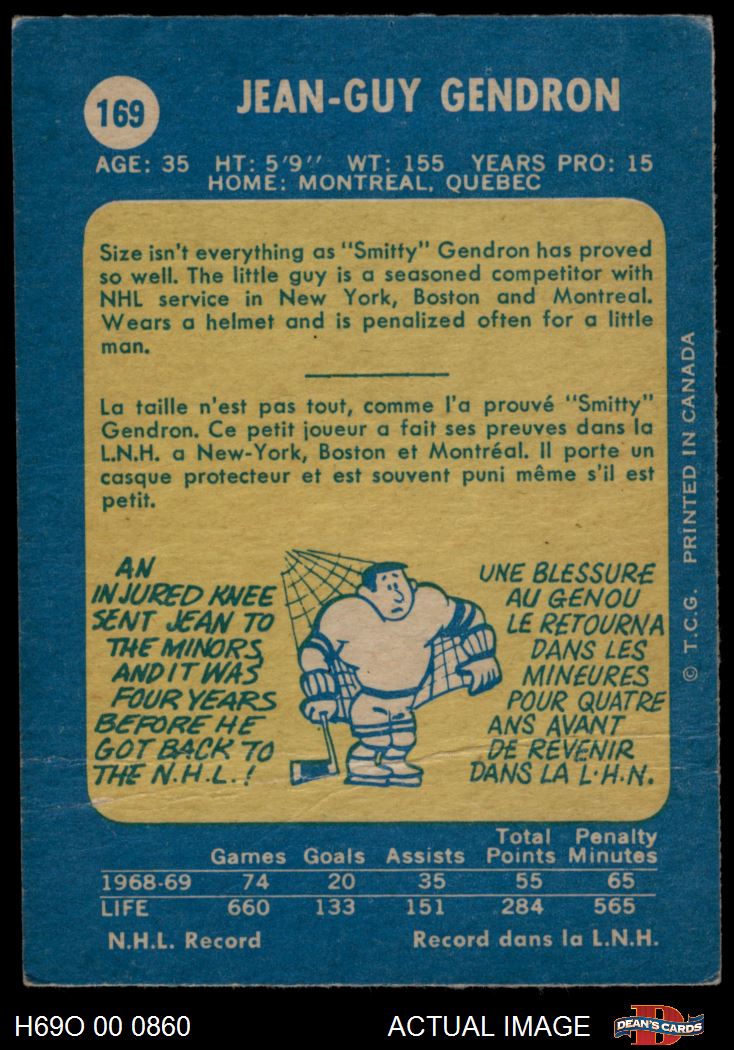 169
JEAN-GUY GENDRON
AGE: 35 HT: 5'9'' WT: 155 YEARS PRO: 15
HOME: MONTREAL, QUEBEC
Size isn't everything as "Smitty" Gendron has proved
so well. The little guy is a seasoned competitor with
NHL service in New York, Boston and Montreal.
Wears a helmet and is penalized often for a little
man.
La taille n'est pas tout, comme l'a prouvé "Smitty"
Gendron. Ce petit joueur a fait ses preuves dans la
L.N.H. a New-York, Boston et Montréal. Il porte un
casque protecteur et est souvent puni même s'il est
petit.
AN
INJURED KNEE
SENT JEAN TO
THE MINORS
AND IT WAS
FOUR YEARS
BEFORE HE
GOT BACK TO
THE N.H.L.!
UNE BLESSURE
AU GENOU
LE RETOURNA
DANS LES
MINEURES
POUR QUATRE
ANS AVANT
DE REVENIR
DANS LA L.H.N.
© T.C.G. PRINTED IN CANADA
Total Penalty
Games Goals Assists Points Minutes
1968-69 74 20 35 55 65
LIFE 660 133 151 284 565
N.H.L. Record Record dans la L.N.H.
H69O 00 0860 ACTUAL IMAGE
D
DEAN'S CARDS